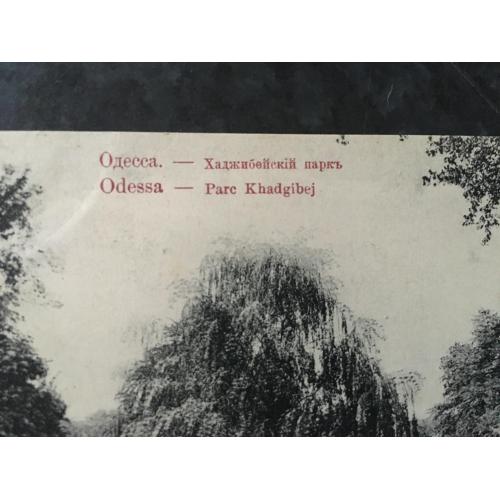 Одесса. — Хаджибейскій паркъ
Odessa — Parc Khadgibej